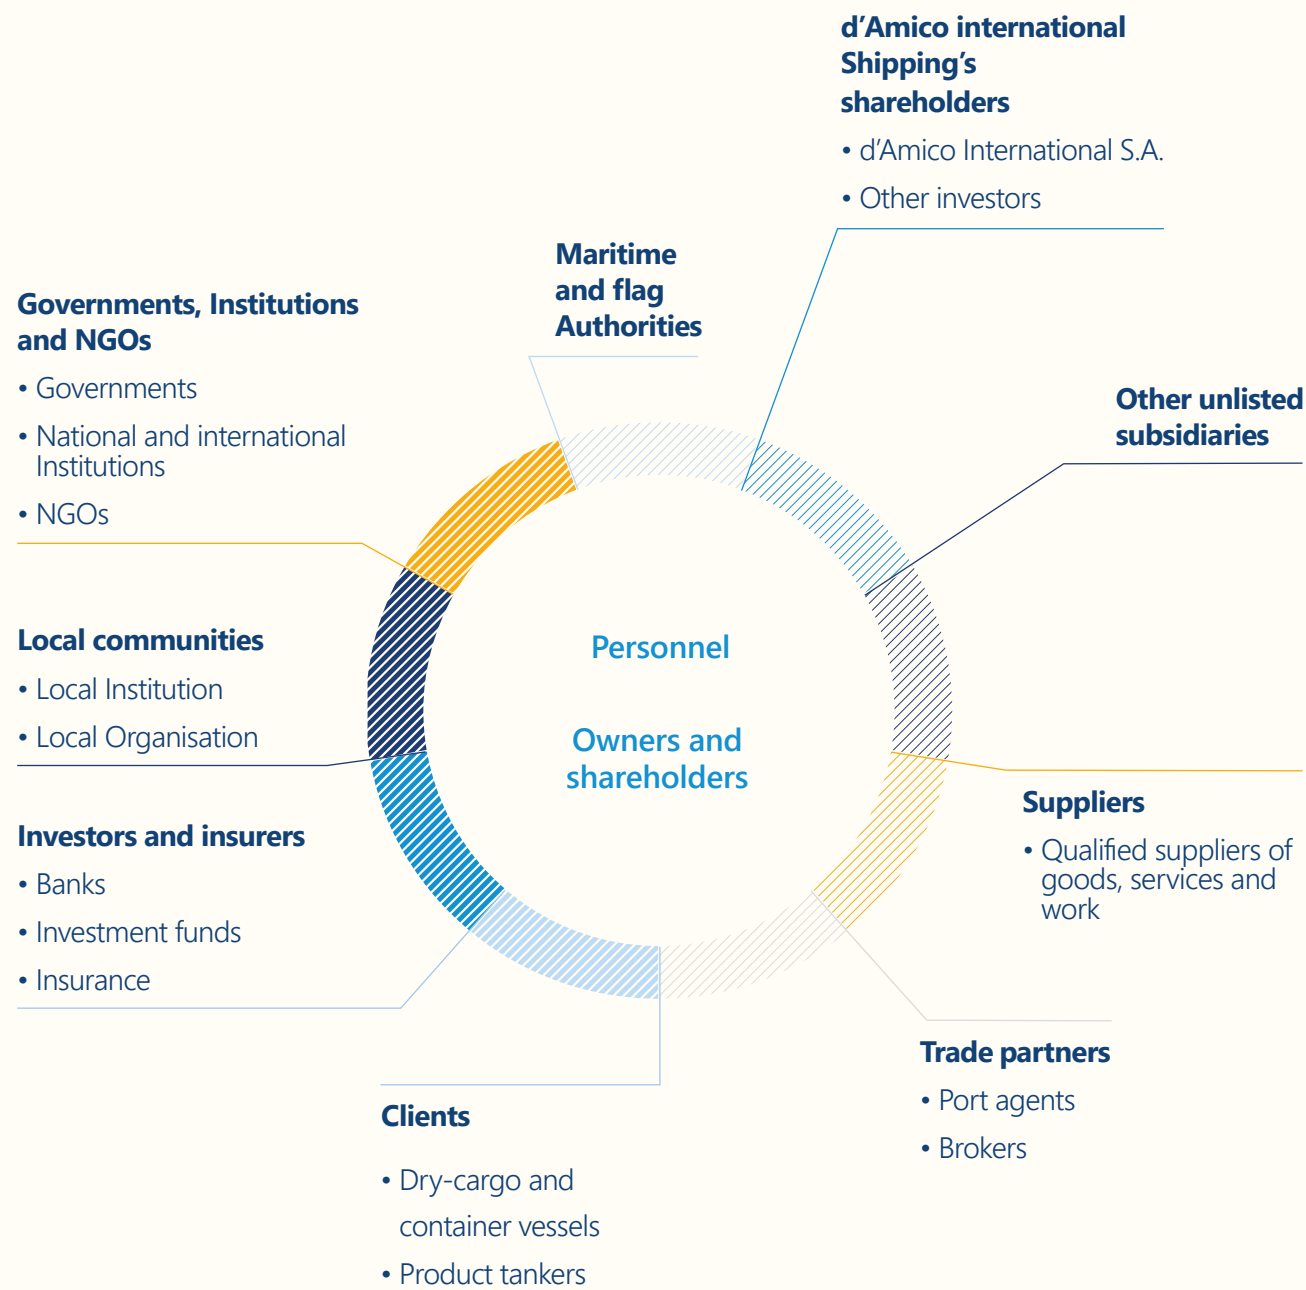 d’Amico international
Shipping’s
shareholders
• d’Amico International S.A.
• Other investors
Maritime
and flag
Authorities
Governments, Institutions
and NGOs
• Governments
• National and international
Institutions
• NGOs
Other unlisted
subsidiaries
Local communities
• Local Institution
• Local Organisation
Personnel
Owners and
shareholders
Suppliers
• Qualified suppliers of
goods, services and
work
Investors and insurers
• Banks
• Investment funds
• Insurance
Trade partners
• Port agents
• Brokers
Clients
• Dry-cargo and
container vessels
• Product tankers